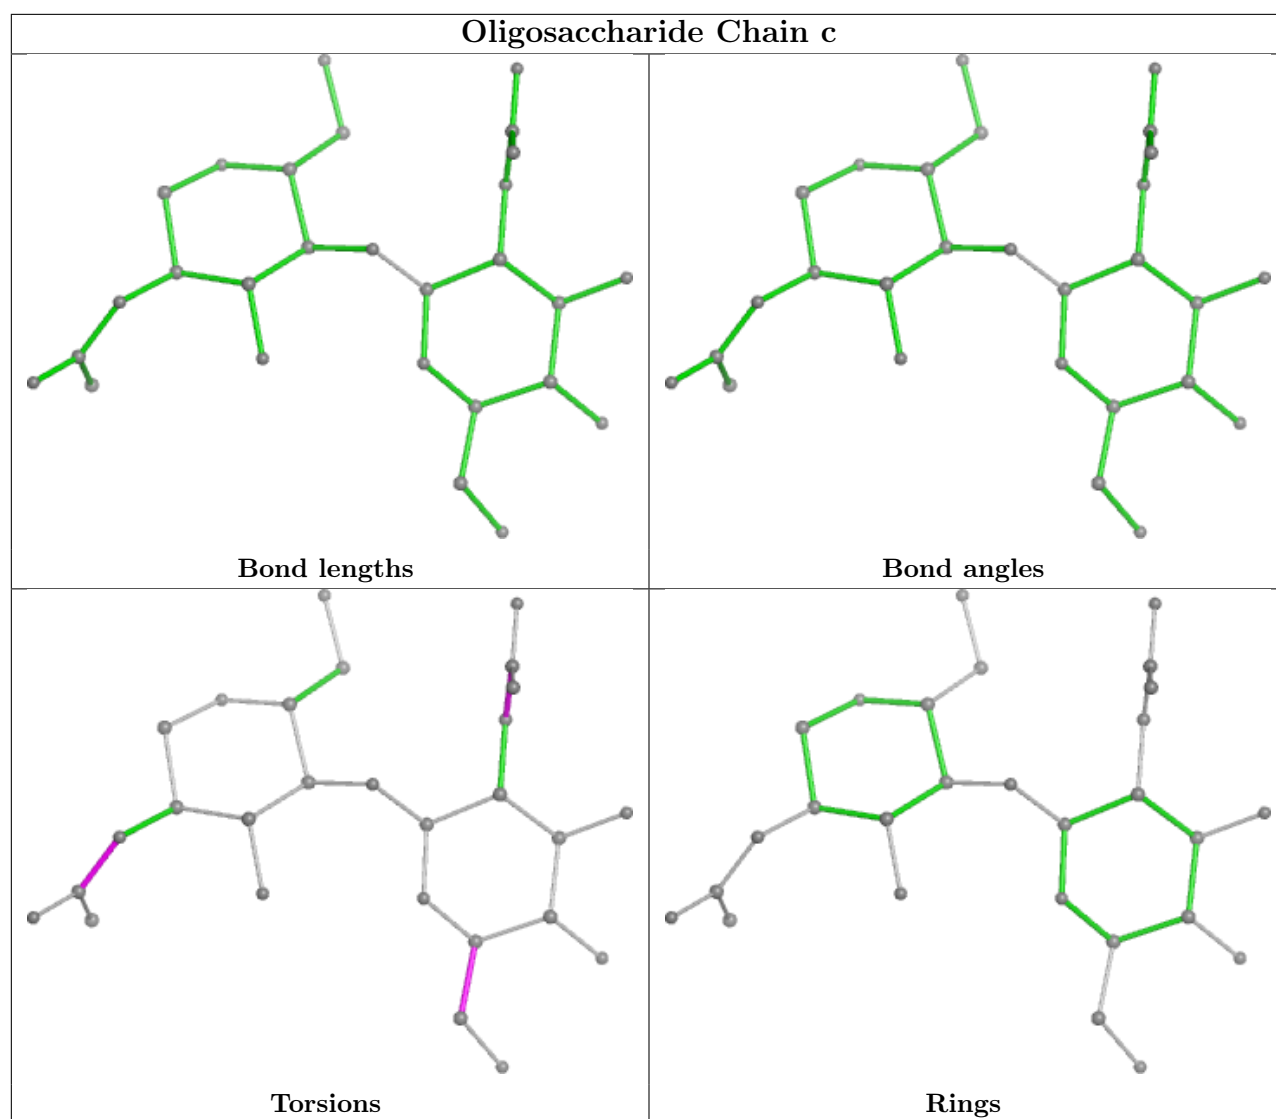 Oligosaccharide Chain c
Bond lengths
Bond angles
Torsions
Rings